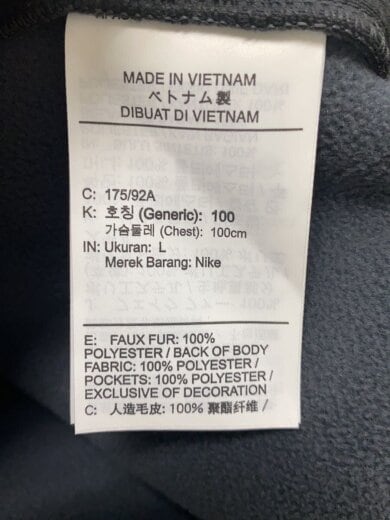 MADE IN VIETNAM
ベトナム製
DIBUAT DI VIETNAM
C: 175/92A
K: 호칭 (Generic): 100
가슴둘레 (Chest): 100cm
IN: Ukuran: L
Merek Barang: Nike
E: FAUX FUR: 100%
POLYESTER / BACK OF BODY
FABRIC: 100% POLYESTER /
POCKETS: 100% POLYESTER /
EXCLUSIVE OF DECORATION
C: 人造毛皮: 100% 聚酯纤维 /